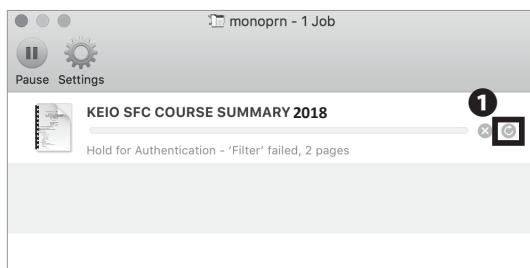 monoprn - 1 Job
Pause Settings
1
KEIO SFC COURSE SUMMARY 2018
Hold for Authentication - 'Filter' failed, 2 pages